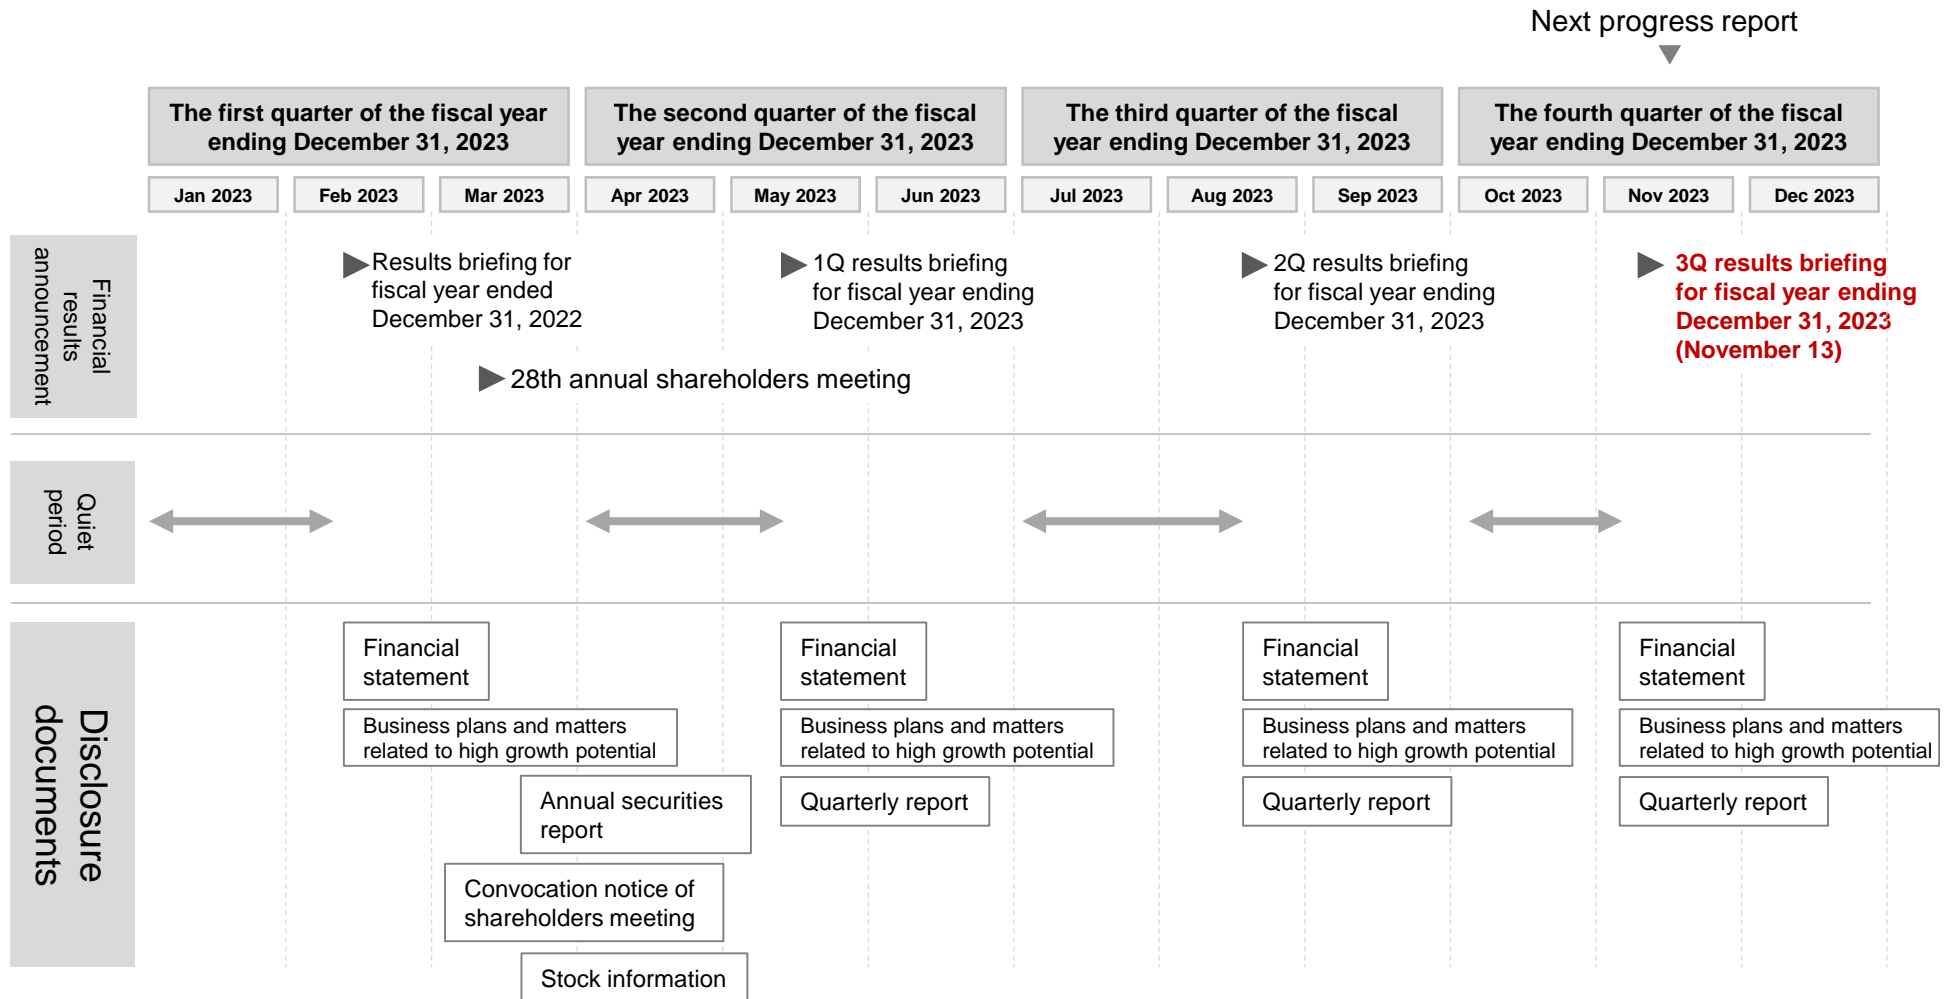 Next progress report
The first quarter of the fiscal year
ending December 31, 2023
The second quarter of the fiscal
year ending December 31, 2023
The third quarter of the fiscal
year ending December 31, 2023
The fourth quarter of the fiscal
year ending December 31, 2023
Jan 2023
Feb 2023
Mar 2023
Apr 2023
May 2023
Jun 2023
Jul 2023
Aug 2023
Sep 2023
Oct 2023
Nov 2023
Dec 2023
Financial
results
announcement
Results briefing for
fiscal year ended
December 31, 2022
1Q results briefing
for fiscal year ending
December 31, 2023
2Q results briefing
for fiscal year ending
December 31, 2023
3Q results briefing
for fiscal year ending
December 31, 2023
(November 13)
28th annual shareholders meeting
Quiet
period
Disclosure
documents
Financial
statement
Business plans and matters
related to high growth potential
Annual securities
report
Convocation notice of
shareholders meeting
Stock information
Financial
statement
Business plans and matters
related to high growth potential
Quarterly report
Financial
statement
Business plans and matters
related to high growth potential
Quarterly report
Financial
statement
Business plans and matters
related to high growth potential
Quarterly report